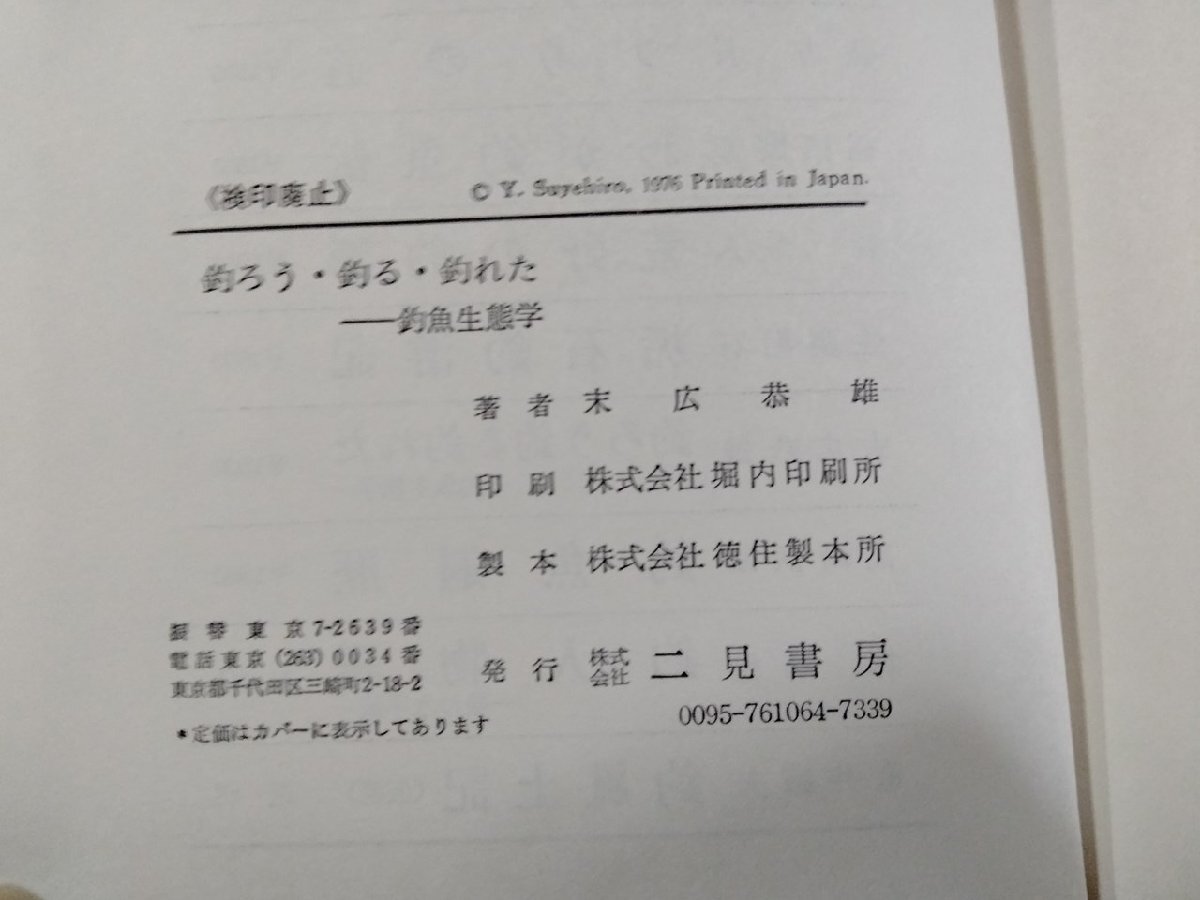 《検印廃止》 © Y. Suyehiro, 1976 Printed in Japan.
釣ろう・釣る・釣れた
――釣魚生態学
著者 末広恭雄
印刷 株式会社堀内印刷所
製本 株式会社徳住製本所
振替東京7-2639番
電話東京(263)0034番
東京都千代田区三崎町2-18-2
発行 株式会社 二見書房
*定価はカバーに表示してあります
0095-761064-7339